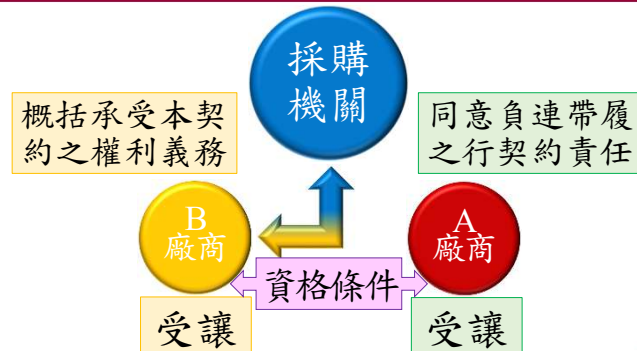 採購
機關
概括承受本契
約之權利義務
同意負連帶履
之行契約責任
B
廠商
A
廠商
資格條件
受讓
受讓